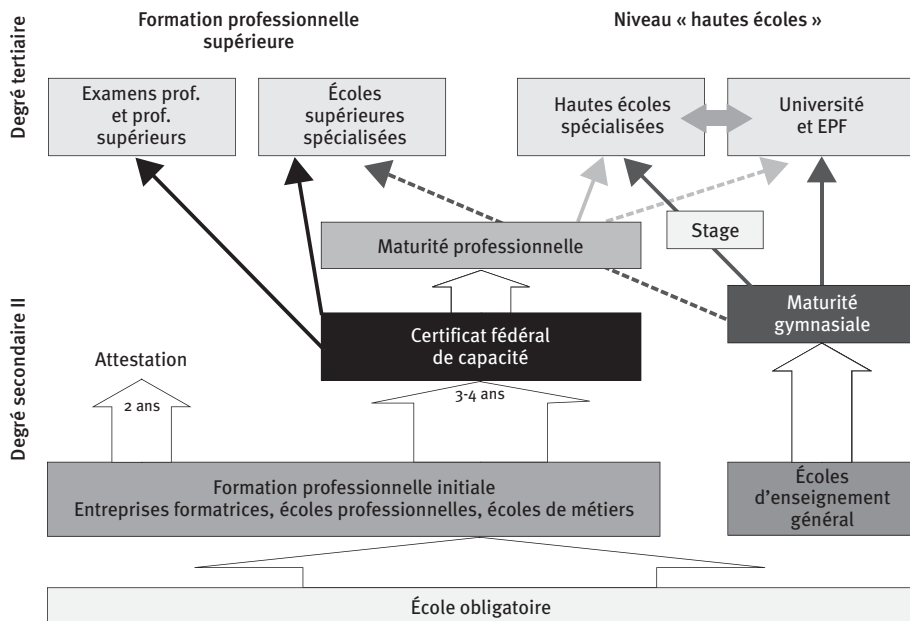 Formation professionnelle
supérieure
Niveau « hautes écoles »
Degré tertiaire
Examens prof.
et prof.
supérieurs
Écoles
supérieures
spécialisées
Hautes écoles
spécialisées
Université
et EPF
Stage
Maturité professionnelle
Maturité
gymnasiale
Certificat fédéral
de capacité
Degré secondaire II
Attestation
2 ans
3-4 ans
Formation professionnelle initiale
Entreprises formatrices, écoles professionnelles, écoles de métiers
Écoles
d’enseignement
général
École obligatoire